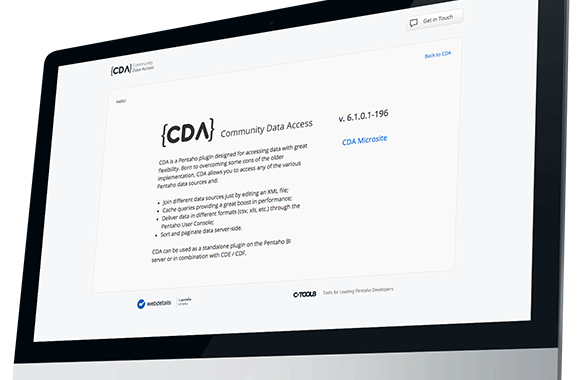 Get in Touch
{CDA} Community
Data Access
Back to CDA
hello!
{CDA} Community Data Access
v. 6.1.0.1-196
CDA Microsite
CDA is a Pentaho plugin designed for accessing data with great
flexibility. Born to overcoming some cons of the older
implementation, CDA allows you to access any of the various
Pentaho data sources and:
• Join different data sources just by editing an XML file;
• Cache queries providing a great boost in performance;
• Deliver data in different formats (csv, xls, etc.) through the
Pentaho User Console;
• Sort and paginate data server-side.
CDA can be used as a standalone plugin on the Pentaho BI
server or in combination with CDE / CDF.
webdetails
a pentaho
company
C-TOOLS Tools for Leading Pentaho Developers